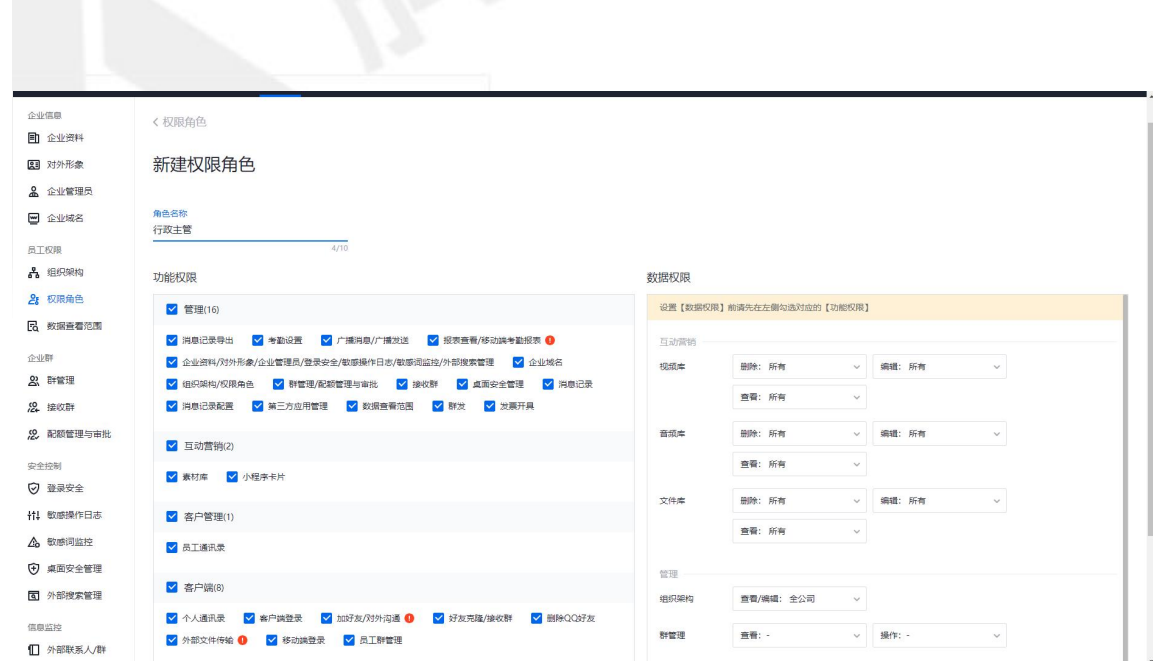 企业信息
企业资料
对外形象
企业管理员
企业域名
员工权限
组织架构
权限角色
数据查看范围
企业群
群管理
接收群
配额管理与审批
安全控制
登录安全
敏感操作日志
敏感词监控
桌面安全管理
外部搜索管理
信息监控
外部联系人/群
< 权限角色
新建权限角色
角色名称
行政主管
4/10
功能权限
管理(16)
消息记录导出 考勤设置 广播消息/广播发送 报表查看/移动端考勤报表
企业资料/对外形象/企业管理员/登录安全/敏感操作日志/敏感词监控/外部搜索管理 企业域名
组织架构/权限角色 群管理/配额管理与审批 接收群 桌面安全管理 消息记录
消息记录配置 第三方应用管理 数据查看范围 群发 发票开具
互动营销(2)
素材库 小程序卡片
客户管理(1)
员工通讯录
客户端(8)
个人通讯录 客户端登录 加好友/对外沟通 好友克隆/接收群 删除QQ好友
外部文件传输 移动端登录 员工群管理
数据权限
设置【数据权限】前请先在左侧勾选对应的【功能权限】
互动营销
视频库 删除: 所有 编辑: 所有
查看: 所有
音频库 删除: 所有 编辑: 所有
查看: 所有
文件库 删除: 所有 编辑: 所有
查看: 所有
管理
组织架构 查看/编辑: 全公司
群管理 查看: - 操作: -